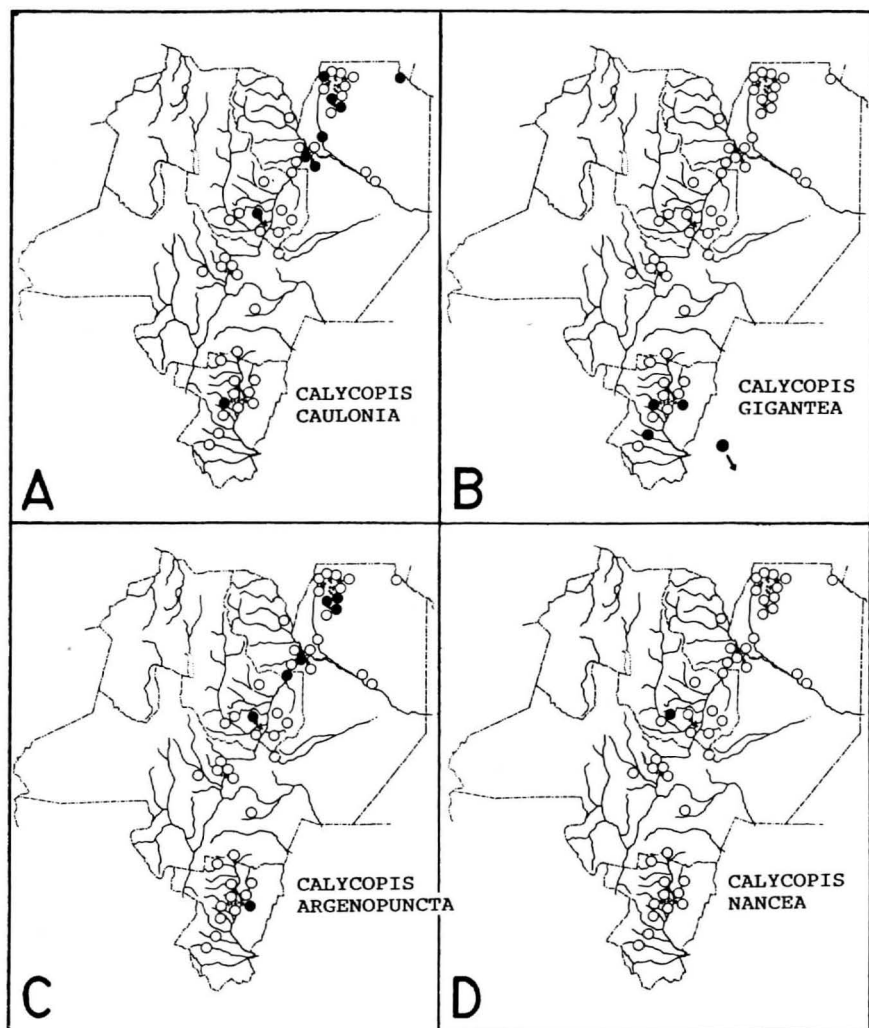 CALYCOPIS
CAULONIA
A
CALYCOPIS
GIGANTEA
B
CALYCOPIS
ARGENOPUNCTA
C
CALYCOPIS
NANCEA
D